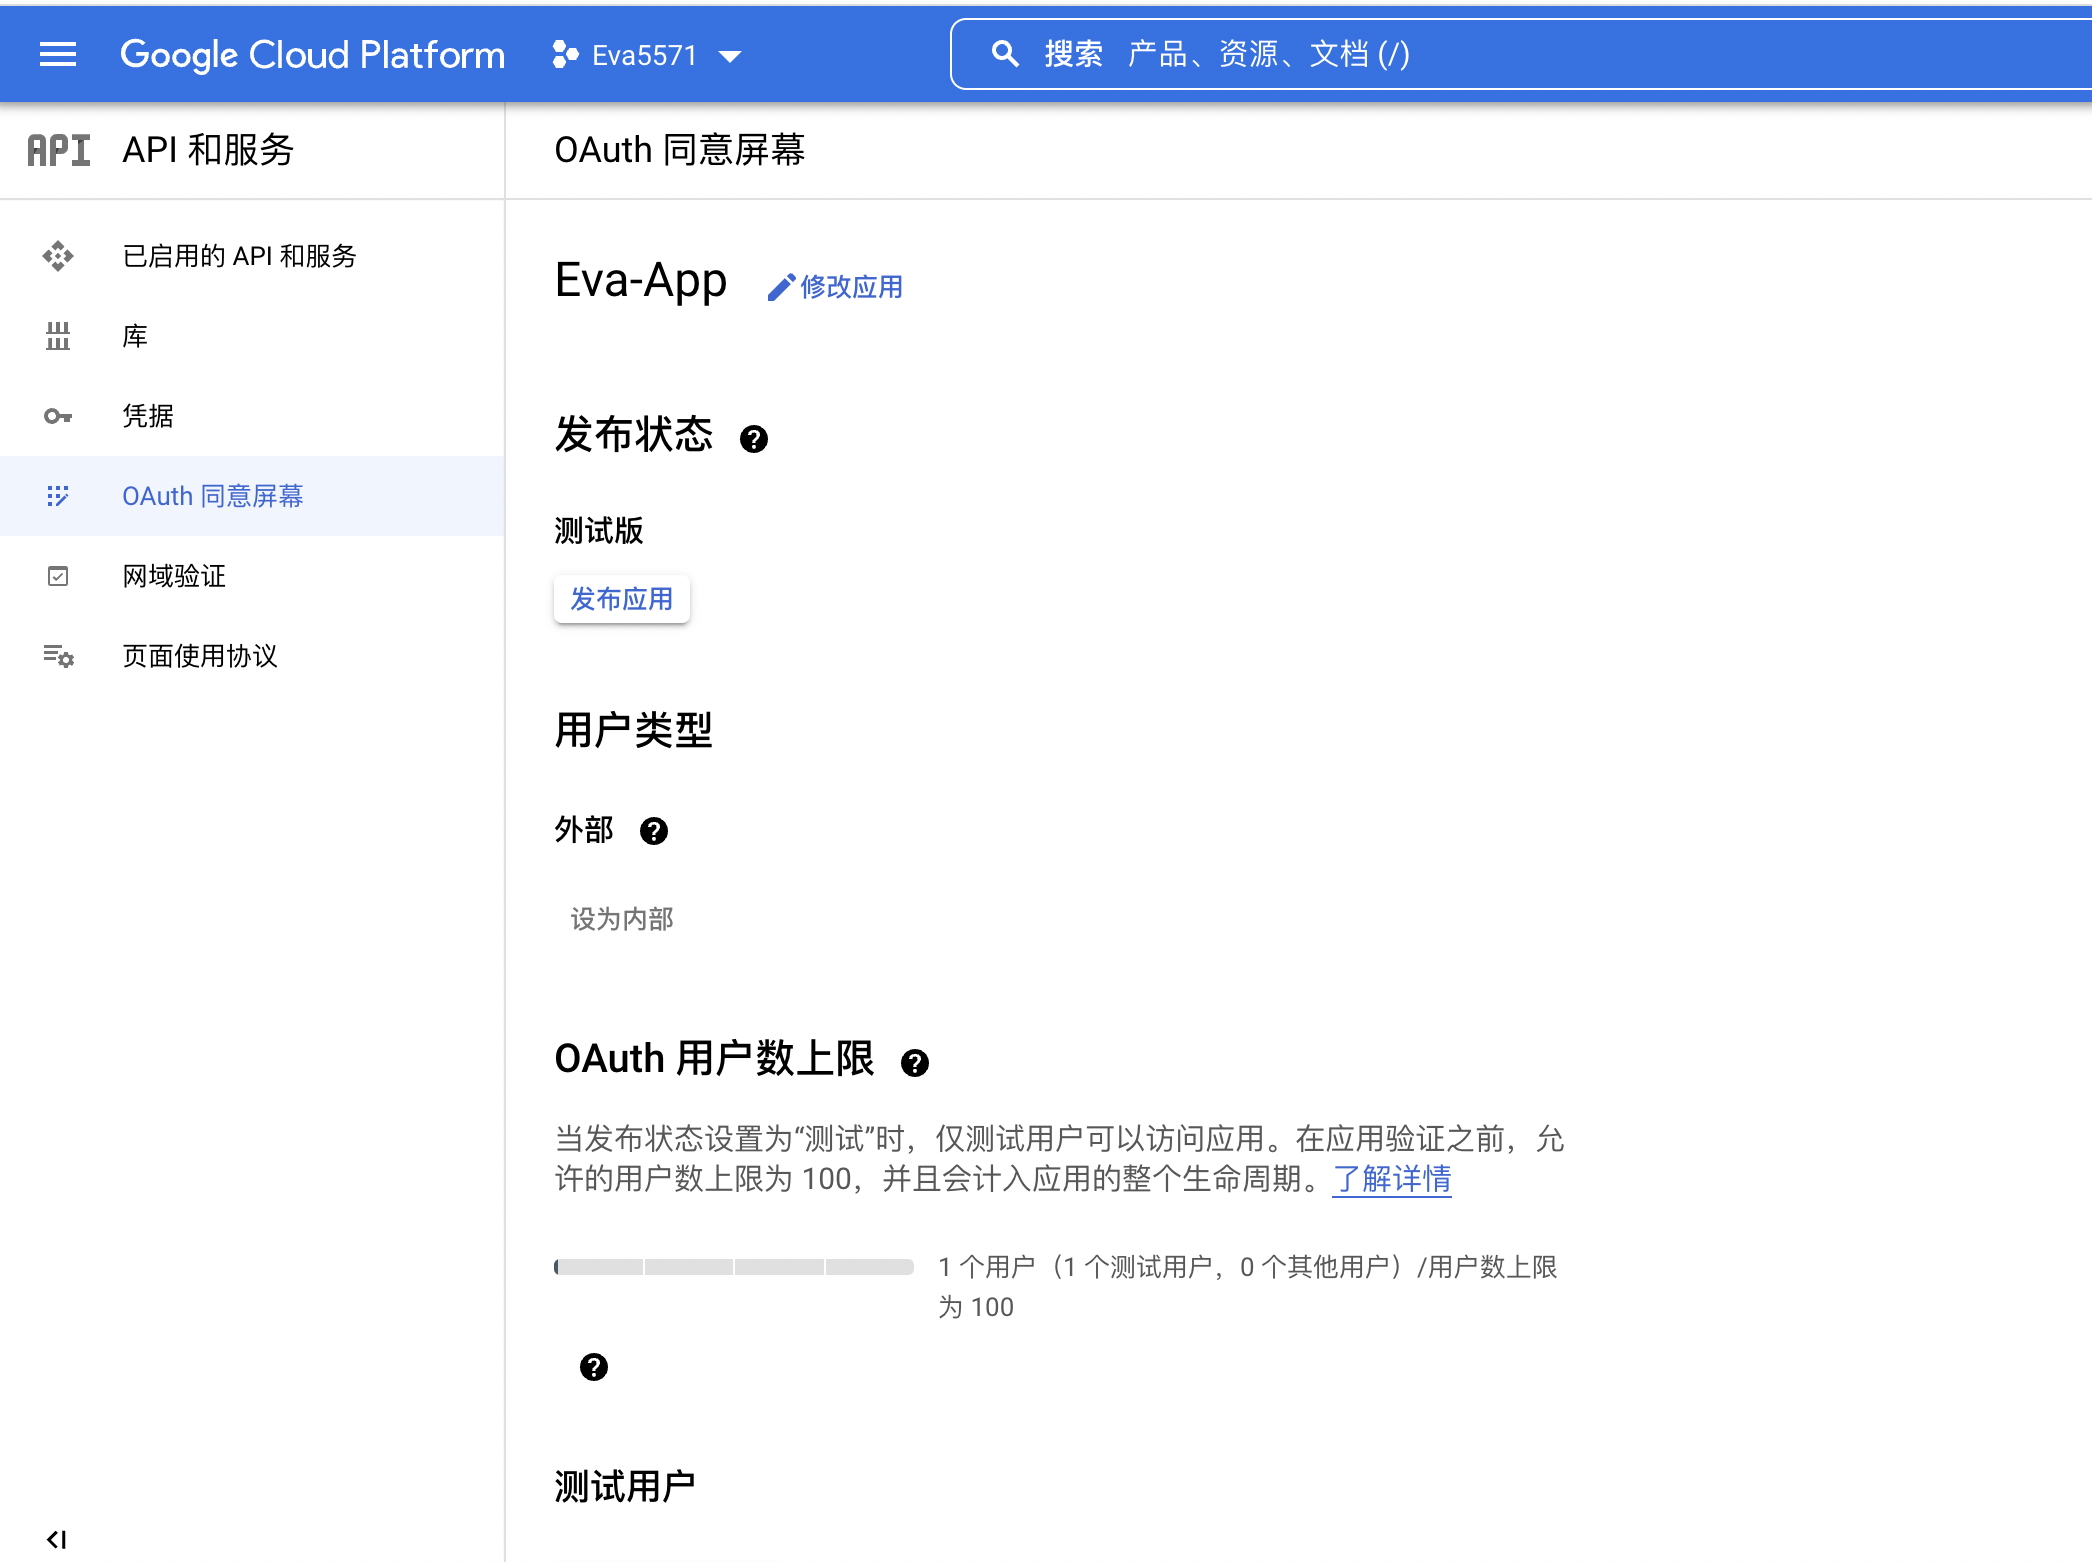 Google Cloud Platform
Eva5571
搜索 产品、资源、文档 (/)
API API 和服务
OAuth 同意屏幕
已启用的 API 和服务
库
凭据
OAuth 同意屏幕
网域验证
页面使用协议
Eva-App
修改应用
发布状态
测试版
发布应用
用户类型
外部
设为内部
OAuth 用户数上限
当发布状态设置为“测试”时，仅测试用户可以访问应用。在应用验证之前，允
许的用户数上限为 100，并且会计入应用的整个生命周期。了解详情
1 个用户（1 个测试用户，0 个其他用户）/用户数上限
为 100
测试用户